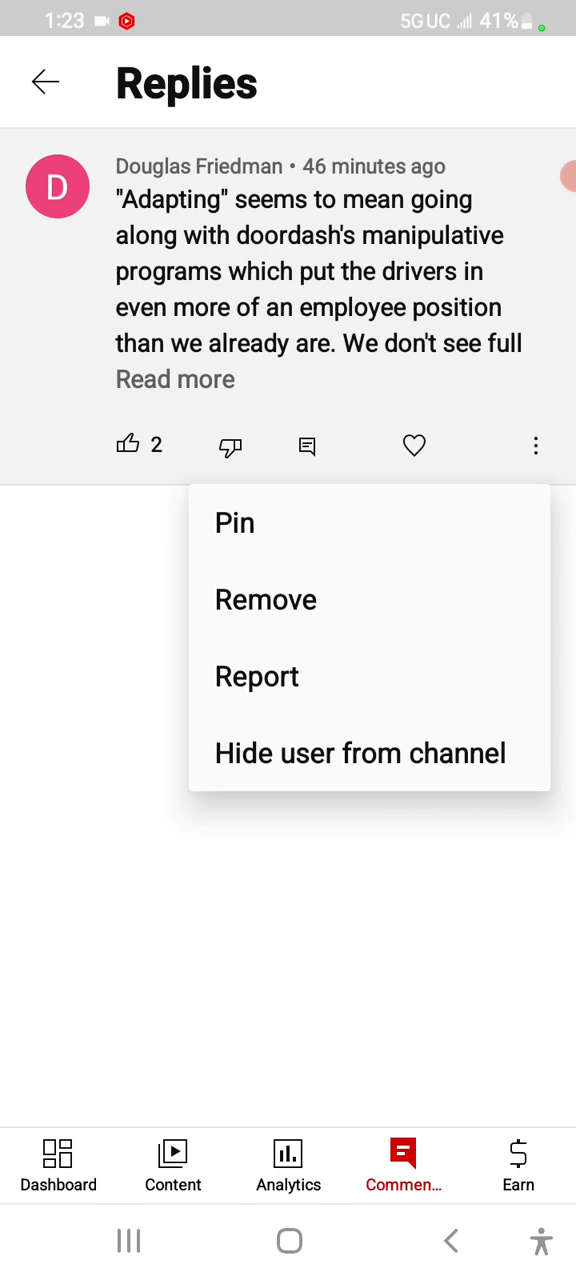 1:23 5GUC 41%
Replies
Douglas Friedman • 46 minutes ago
"Adapting" seems to mean going
along with doordash's manipulative
programs which put the drivers in
even more of an employee position
than we already are. We don't see full
Read more
2
Pin
Remove
Report
Hide user from channel
Dashboard Content Analytics Commen... Earn
D